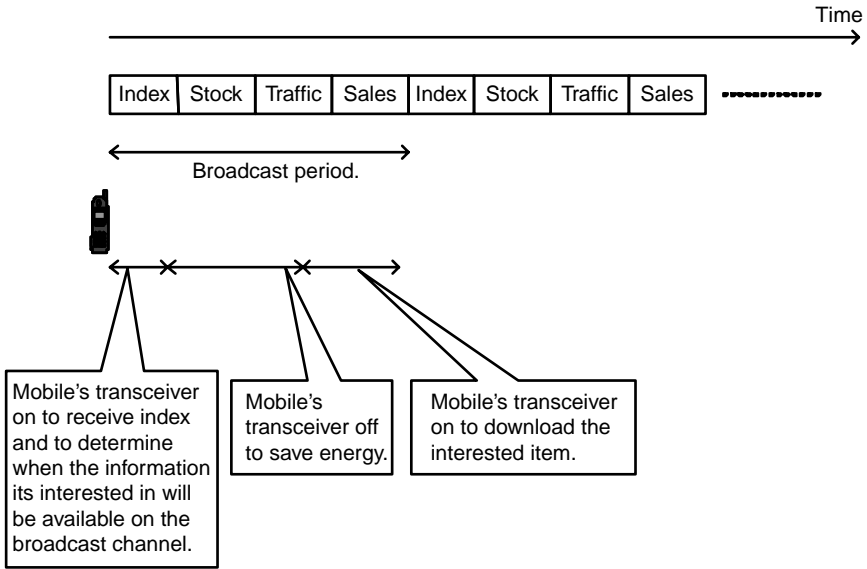 Time
Index Stock Traffic Sales Index Stock Traffic Sales
Broadcast period.
Mobile's transceiver
on to receive index
and to determine
when the information
its interested in will
be available on the
broadcast channel.
Mobile's
transceiver off
to save energy.
Mobile's transceiver
on to download the
interested item.